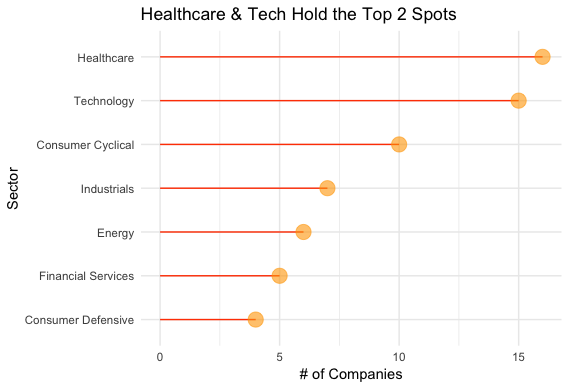 Healthcare & Tech Hold the Top 2 Spots
Sector
Healthcare
Technology
Consumer Cyclical
Industrials
Energy
Financial Services
Consumer Defensive
0 5 10 15
# of Companies